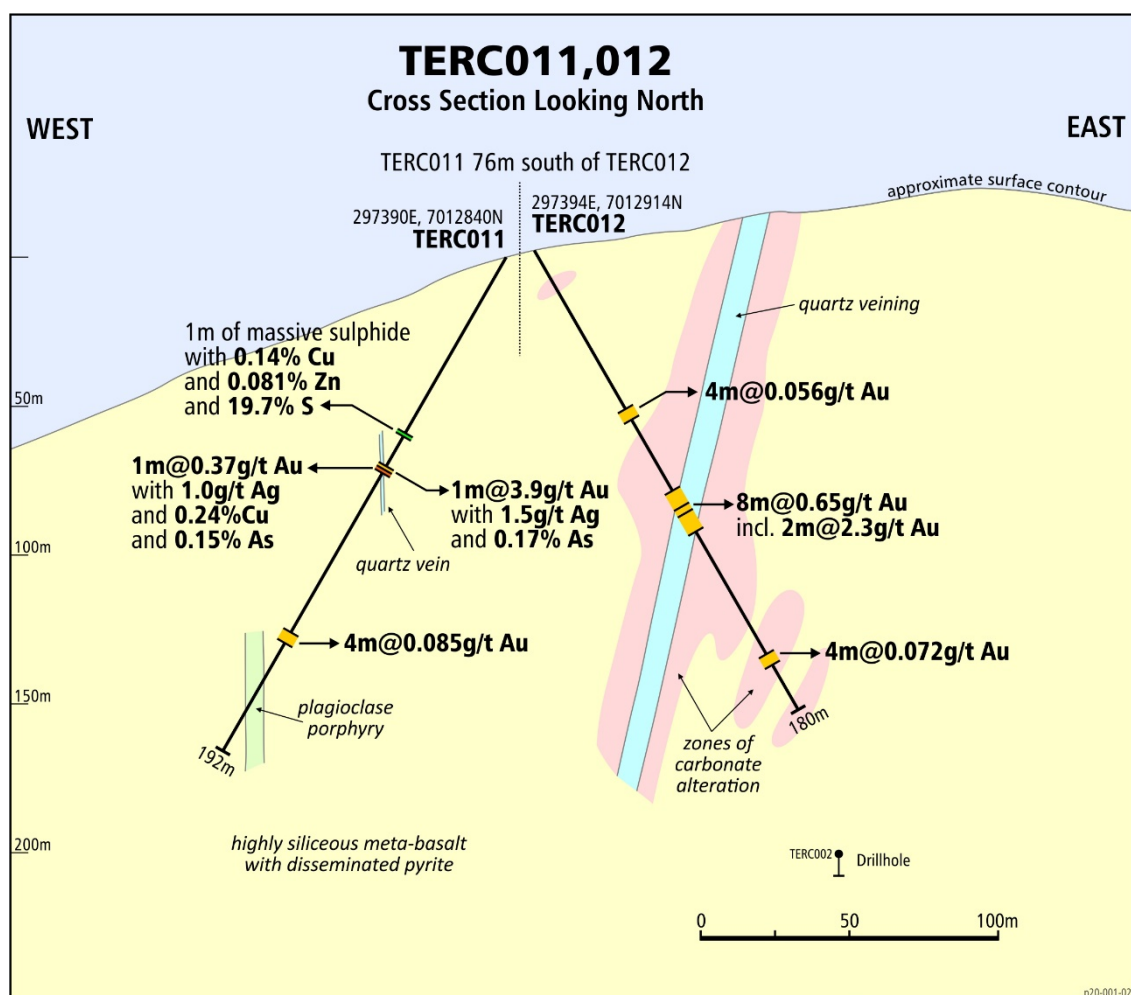 TERC011,012
Cross Section Looking North
WEST
EAST
TERC011 76m south of TERC012
approximate surface contour
297390E, 7012840N
TERC011
297394E, 7012914N
TERC012
quartz veining
1m of massive sulphide
with 0.14% Cu
and 0.081% Zn
and 19.7% S
50m
4m@0.056g/t Au
1m@0.37g/t Au
with 1.0g/t Ag
and 0.24%Cu
and 0.15% As
1m@3.9g/t Au
with 1.5g/t Ag
and 0.17% As
8m@0.65g/t Au
incl. 2m@2.3g/t Au
100m
quartz vein
4m@0.085g/t Au
4m@0.072g/t Au
150m
plagioclase
porphyry
192m
180m
zones of
carbonate
alteration
200m
highly siliceous meta-basalt
with disseminated pyrite
TERC002
Drillhole
0 50 100m
p20-001-02